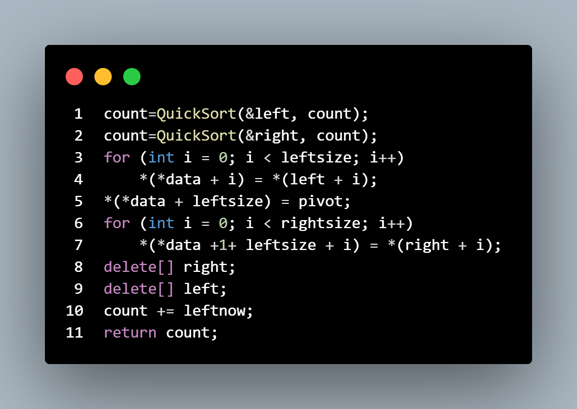 1 count=QuickSort(&left, count);
2 count=QuickSort(&right, count);
3 for (int i = 0; i < leftsize; i++)
4     *(*data + i) = *(left + i);
5 *(*data + leftsize) = pivot;
6 for (int i = 0; i < rightsize; i++)
7     *(*data +1+ leftsize + i) = *(right + i);
8 delete[] right;
9 delete[] left;
10 count += leftnow;
11 return count;